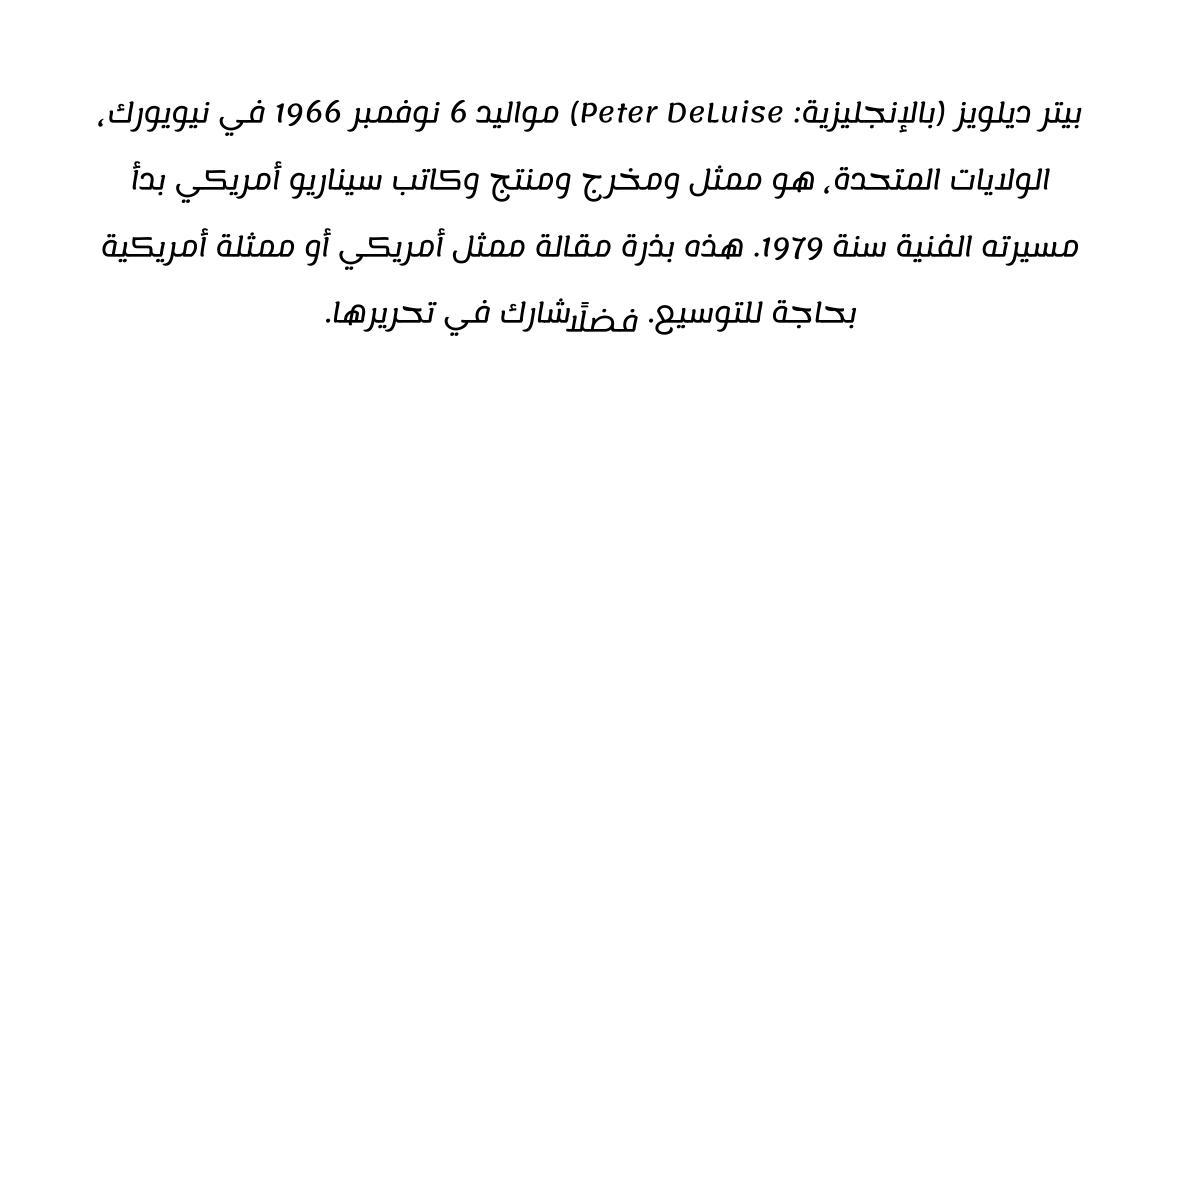 بيتر ديلويز (بالإنجليزية: Peter DeLuise) مواليد 6 نوفمبر 1966 في نيويورك،
الولايات المتحدة، هو ممثل ومخرج ومنتج وكاتب سيناريو أمريكي بدأ
مسيرته الفنية سنة 1979. هذه بذرة مقالة ممثل أمريكي أو ممثلة أمريكية
بحاجة للتوسيع. فضلًا شارك في تحريرها.